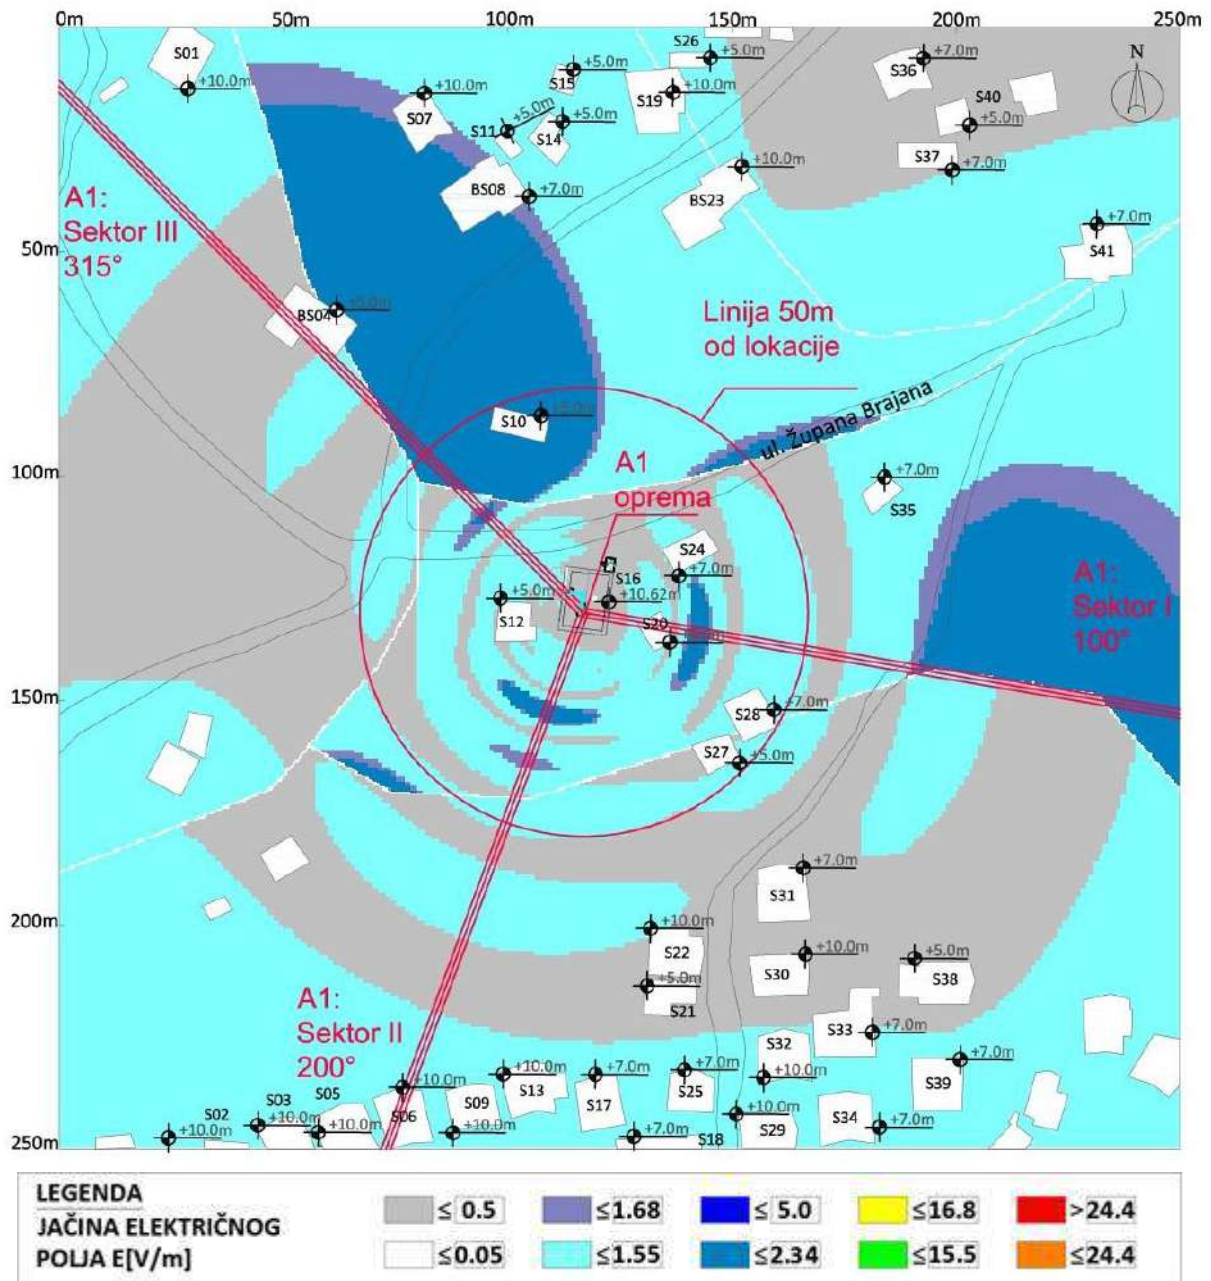 0m 50m 100m 150m 200m 250m
S01
+10.0m
S07
+10.0m
S15
+5.0m
S11
+5.0m
S14
+5.0m
S26
+5.0m
S19
+10.0m
S36
+7.0m
S40
+5.0m
S37
+7.0m
N
BS08
+7.0m
BS23
+10.0m
S41
+7.0m
A1:
Sektor III
315°
50m
BS04
+5.0m
Linija 50m
od lokacije
S10
ul. Župana Brajana
100m
A1
oprema
S35
+7.0m
S24
+7.0m
S16
+10.62m
S12
+5.0m
S20
A1:
Sektor I
100°
150m
S28
+7.0m
S27
+5.0m
S31
+7.0m
200m
S22
+10.0m
S21
+5.0m
S30
+10.0m
S38
+5.0m
S33
+7.0m
S32
+10.0m
S39
+7.0m
A1:
Sektor II
200°
S02
+10.0m
S03
+10.0m
S05
S06
+10.0m
S09
+10.0m
S13
+10.0m
S17
+7.0m
S25
+7.0m
S18
+7.0m
S29
+10.0m
S34
+7.0m
250m
LEGENDA
JAČINA ELEKTRIČNOG
POLJA E[V/m]
≤ 0.5 ≤1.68 ≤ 5.0 ≤16.8 >24.4
≤0.05 ≤1.55 ≤2.34 ≤15.5 ≤24.4